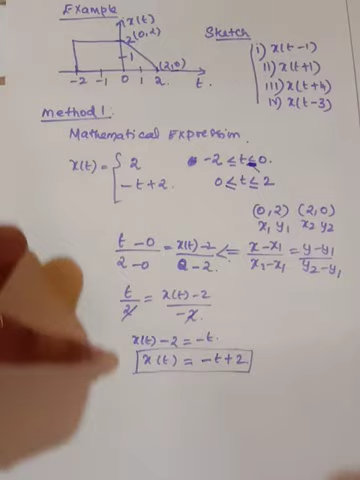 Example
x(t)
2 (0,2)
1
(2,0)
-2 -1 0 1 2. t.
Sketch
i) x(t-1)
ii) x(t+1)
iii) x(t+4)
iv) x(t-3)
method 1:
Mathematical Expression.
x(t) = { 2 -2 ≤ t ≤ 0.
-t+2. 0 ≤ t ≤ 2
(0,2) (2,0)
x₁ y₁ x₂ y₂
t-0/2-0 = x(t)-2/0-2. <= x-x₁/x₂-x₁ = y-y₁/y₂-y₁
t/2 = x(t)-2/-2.
x(t)-2 = -t.
x(t) = -t+2